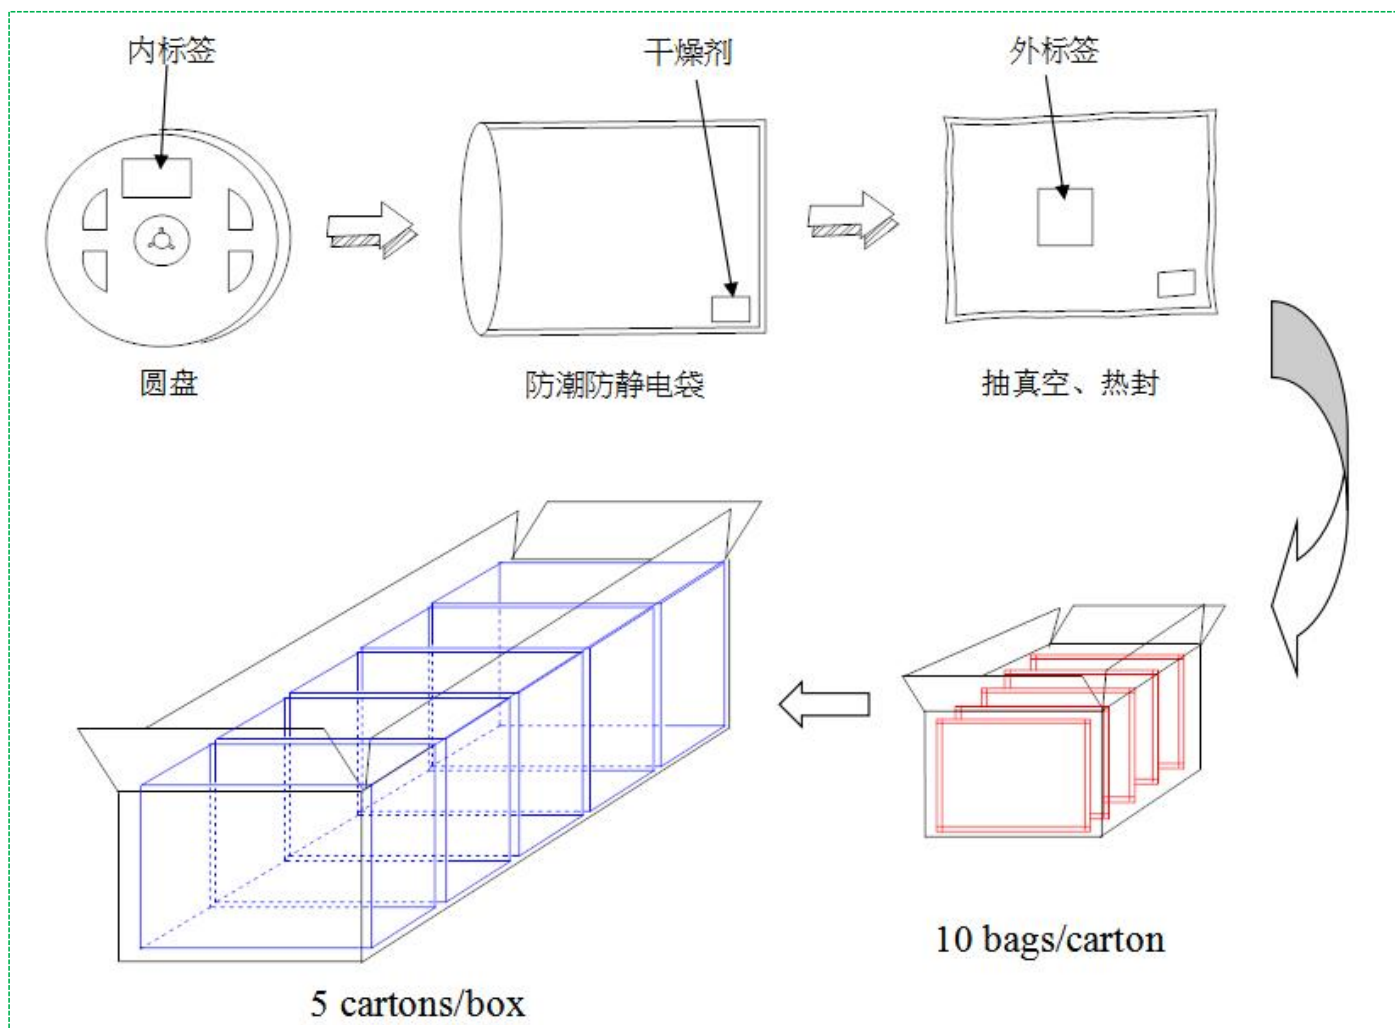 内标签
干燥剂
外标签
圆盘
防潮防静电袋
抽真空、热封
10 bags/carton
5 cartons/box